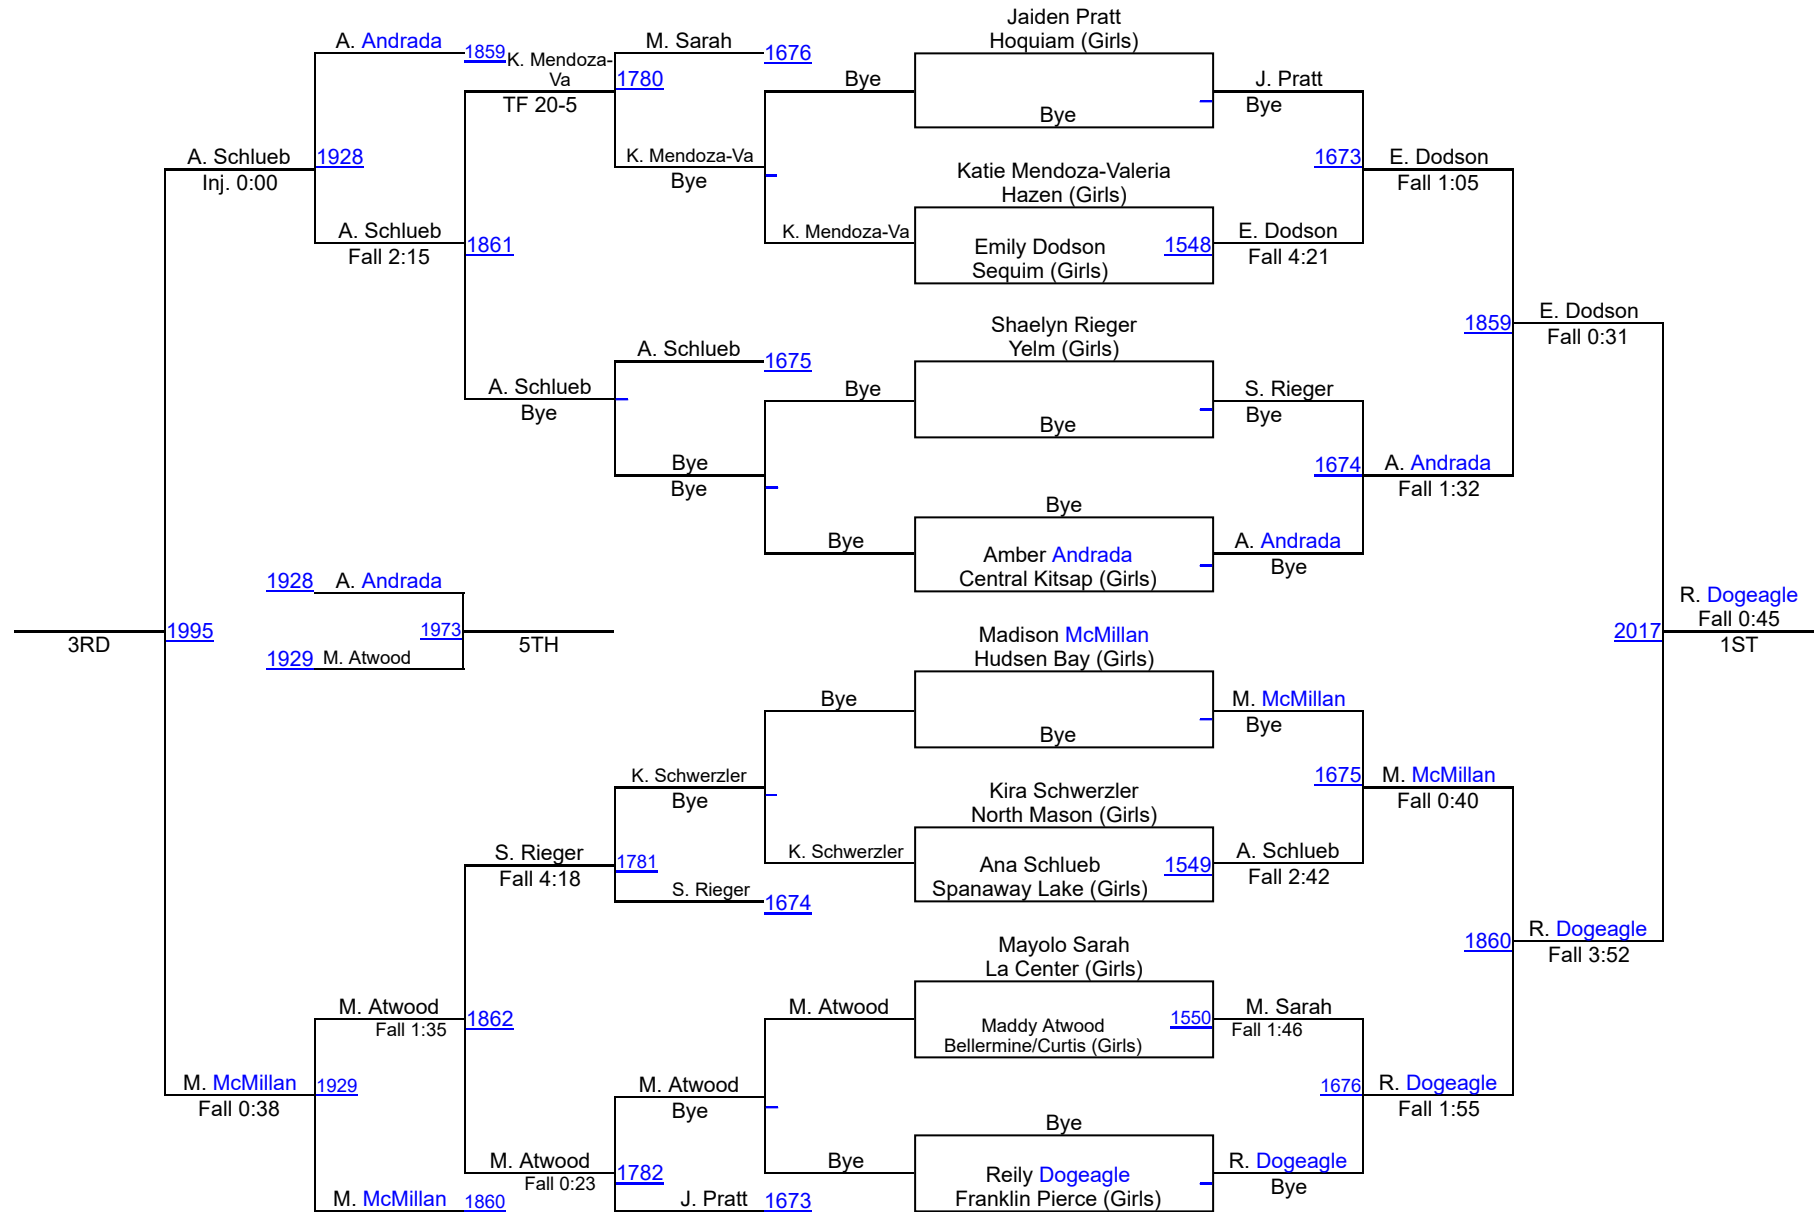 Jaiden Pratt
Hoquiam (Girls)
A. Andrada
1859
K. Mendoza-
Va
TF 20-5
M. Sarah
1676
1780
Bye
Bye
J. Pratt
Bye
A. Schlueb
Inj. 0:00
1928
K. Mendoza-Va
Bye
Katie Mendoza-Valeria
Hazen (Girls)
1673
E. Dodson
Fall 1:05
A. Schlueb
Fall 2:15
1861
K. Mendoza-Va
Emily Dodson
Sequim (Girls)
1548
E. Dodson
Fall 4:21
Shaelyn Rieger
Yelm (Girls)
1859
E. Dodson
Fall 0:31
A. Schlueb
1675
A. Schlueb
Bye
Bye
Bye
S. Rieger
Bye
Bye
Bye
1674
A. Andrada
Fall 1:32
Bye
Bye
Amber Andrada
Central Kitsap (Girls)
A. Andrada
Bye
1928
A. Andrada
3RD
1995
1973
5TH
1929
M. Atwood
Madison McMillan
Hudsen Bay (Girls)
2017
R. Dogeagle
Fall 0:45
1ST
Bye
Bye
M. McMillan
Bye
K. Schwerzler
Bye
Kira Schwerzler
North Mason (Girls)
1675
M. McMillan
Fall 0:40
S. Rieger
Fall 4:18
1781
K. Schwerzler
Ana Schlueb
Spanaway Lake (Girls)
1549
A. Schlueb
Fall 2:42
S. Rieger
1674
Mayolo Sarah
La Center (Girls)
1860
R. Dogeagle
Fall 3:52
M. Atwood
Fall 1:35
1862
M. Atwood
Maddy Atwood
Bellermine/Curtis (Girls)
1550
M. Sarah
Fall 1:46
M. McMillan
Fall 0:38
1929
M. Atwood
Bye
1676
R. Dogeagle
Fall 1:55
Bye
M. Atwood
Fall 0:23
1782
Bye
Reily Dogeagle
Franklin Pierce (Girls)
R. Dogeagle
Bye
M. McMillan
1860
J. Pratt
1673